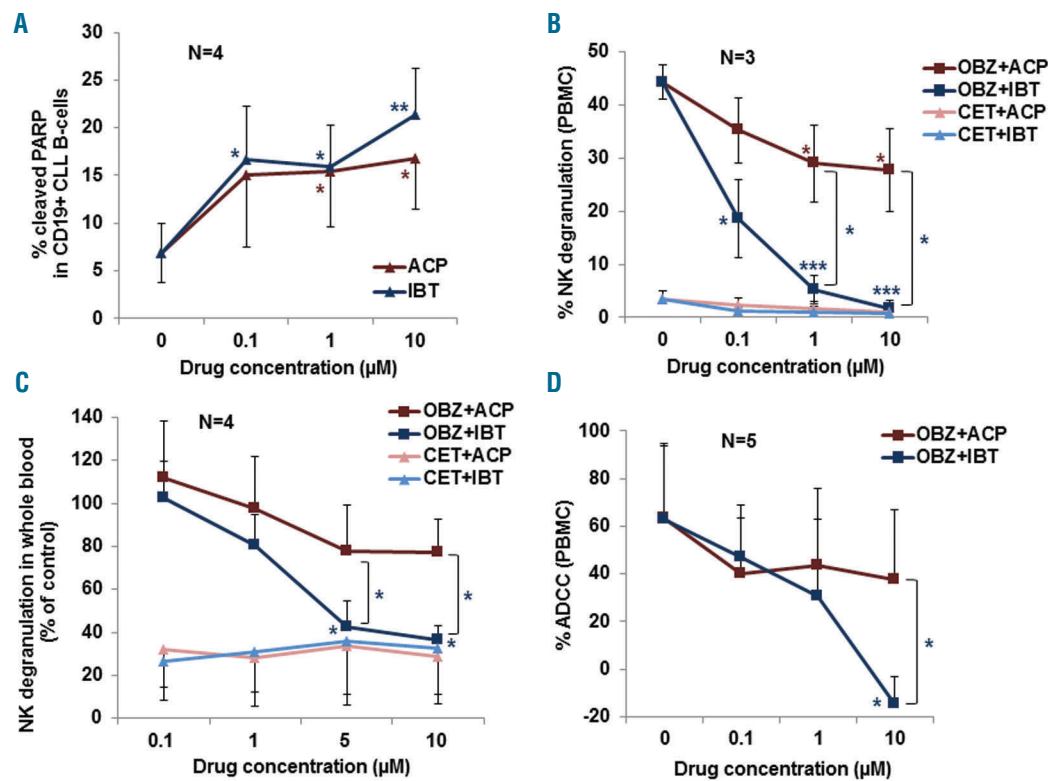 A
N=4
% cleaved PARP
in CD19+ CLL B-cells
30
25
20
15
10
5
0
**
*
*
*
*
ACP
IBT
0 0.1 1 10
Drug concentration (µM)
B
N=3
OBZ+ACP
OBZ+IBT
CET+ACP
CET+IBT
% NK degranulation (PBMC)
50
40
30
20
10
0
*
*
*
***
***
*
*
0 0.1 1 10
Drug concentration (µM)
C
N=4
OBZ+ACP
OBZ+IBT
CET+ACP
CET+IBT
NK degranulation in whole blood
(% of control)
140
120
100
80
60
40
20
0
*
*
*
*
0.1 1 5 10
Drug concentration (µM)
D
N=5
OBZ+ACP
OBZ+IBT
% ADCC (PBMC)
100
80
60
40
20
0
-20
*
*
0 0.1 1 10
Drug concentration (µM)